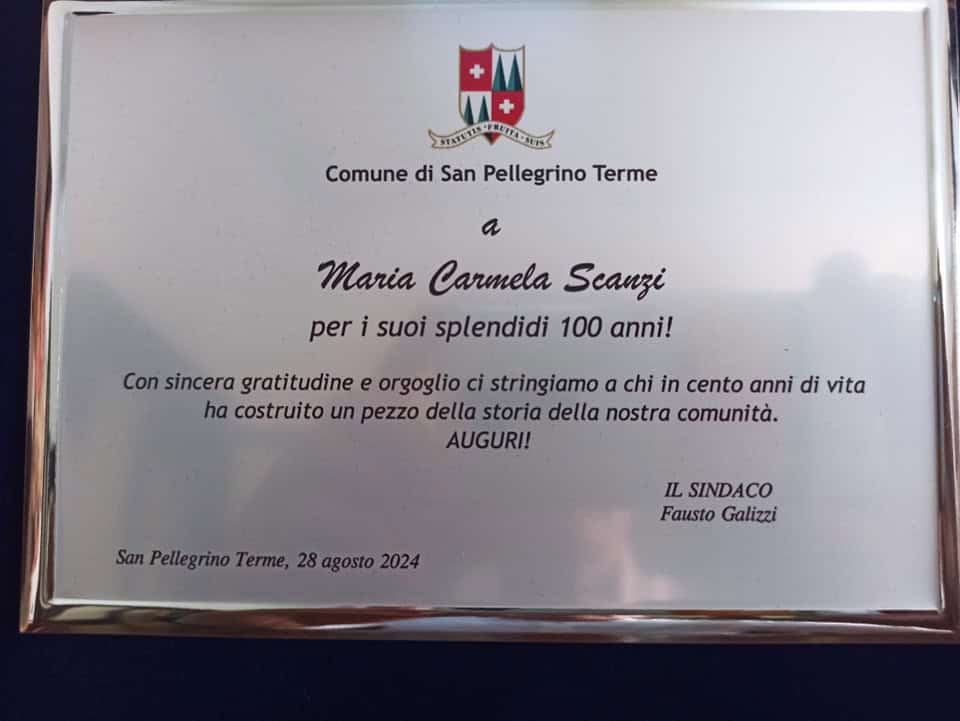 STATUTIS · FRUITA · SUIS
Comune di San Pellegrino Terme
a
Maria Carmela Scanzi
per i suoi splendidi 100 anni!
Con sincera gratitudine e orgoglio ci stringiamo a chi in cento anni di vita
ha costruito un pezzo della storia della nostra comunità.
AUGURI!
IL SINDACO
Fausto Galizzi
San Pellegrino Terme, 28 agosto 2024